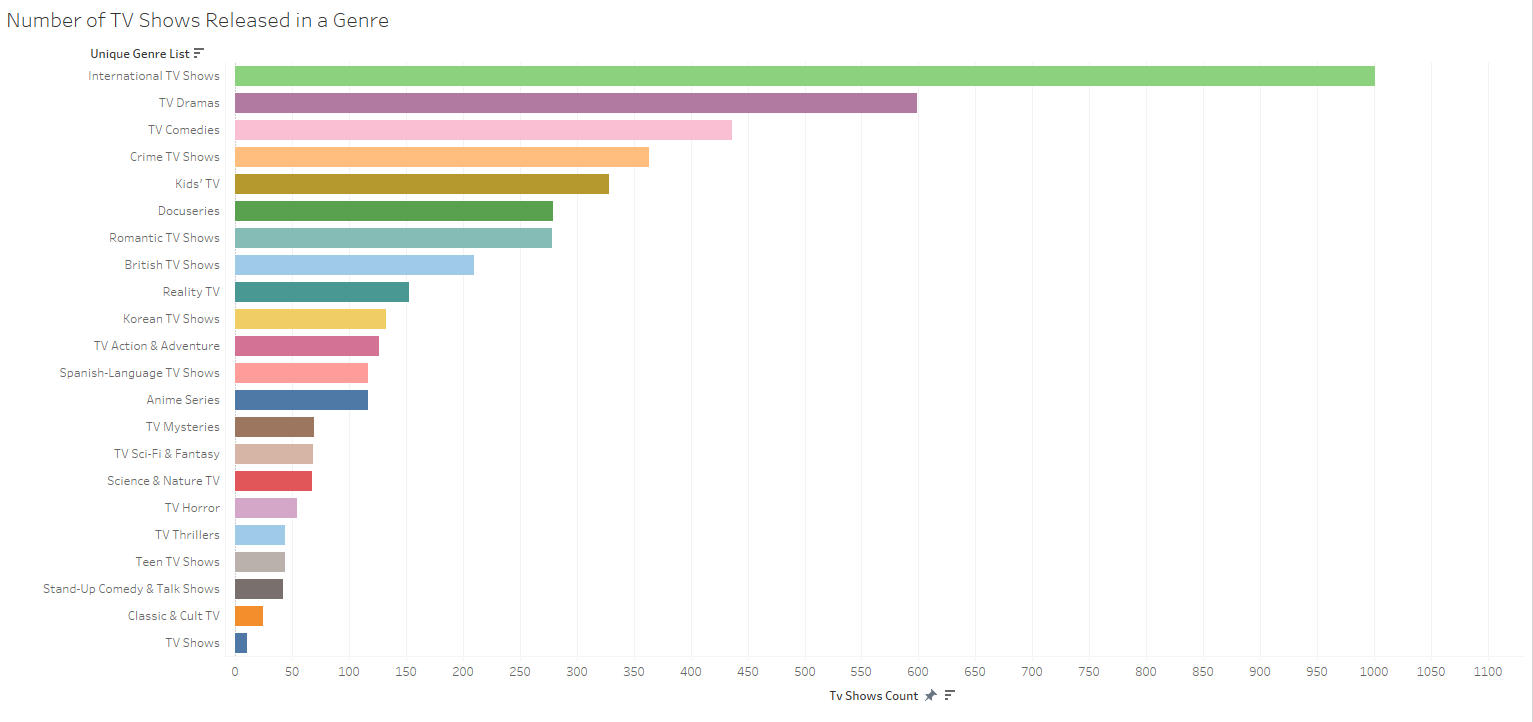 Number of TV Shows Released in a Genre
Unique Genre List
International TV Shows
TV Dramas
TV Comedies
Crime TV Shows
Kids' TV
Docuseries
Romantic TV Shows
British TV Shows
Reality TV
Korean TV Shows
TV Action & Adventure
Spanish-Language TV Shows
Anime Series
TV Mysteries
TV Sci-Fi & Fantasy
Science & Nature TV
TV Horror
TV Thrillers
Teen TV Shows
Stand-Up Comedy & Talk Shows
Classic & Cult TV
TV Shows
0 50 100 150 200 250 300 350 400 450 500 550 600 650 700 750 800 850 900 950 1000 1050 1100
Tv Shows Count